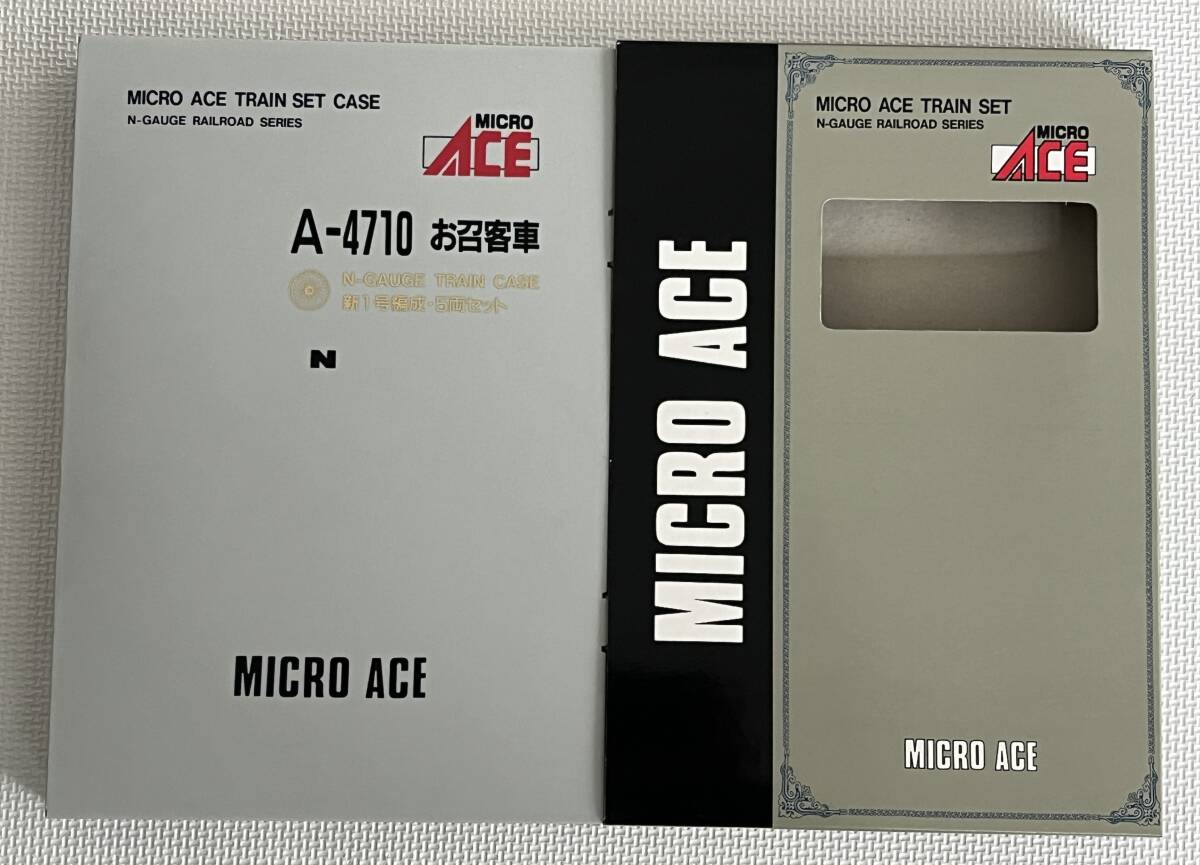 MICRO ACE TRAIN SET CASE
N-GAUGE RAILROAD SERIES
MICRO
ACE
A-4710 お召客車
N-GAUGE TRAIN CASE
新1号編成・5両セット
N
MICRO ACE
MICRO ACE
MICRO ACE TRAIN SET
N-GAUGE RAILROAD SERIES
MICRO
ACE
MICRO ACE